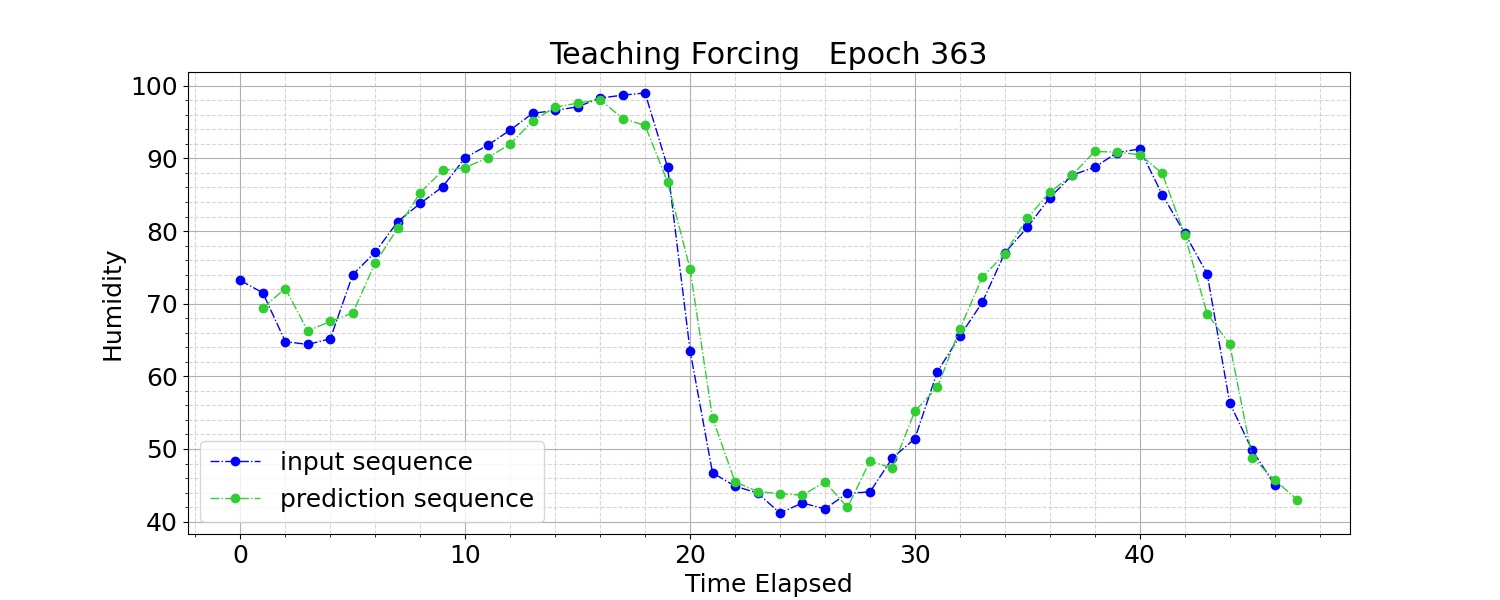 Teaching Forcing   Epoch 363
100
90
80
70
60
50
40
Humidity
input sequence
prediction sequence
0 10 20 30 40
Time Elapsed